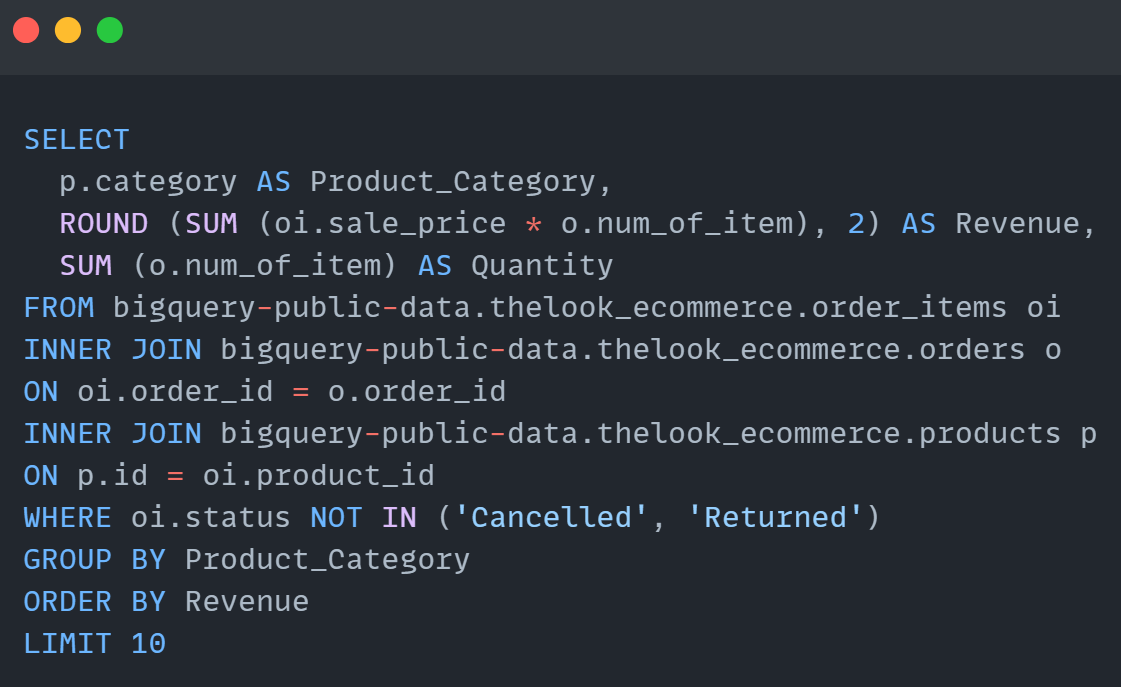 SELECT
  p.category AS Product_Category,
  ROUND (SUM (oi.sale_price * o.num_of_item), 2) AS Revenue,
  SUM (o.num_of_item) AS Quantity
FROM bigquery-public-data.thelook_ecommerce.order_items oi
INNER JOIN bigquery-public-data.thelook_ecommerce.orders o
ON oi.order_id = o.order_id
INNER JOIN bigquery-public-data.thelook_ecommerce.products p
ON p.id = oi.product_id
WHERE oi.status NOT IN ('Cancelled', 'Returned')
GROUP BY Product_Category
ORDER BY Revenue
LIMIT 10